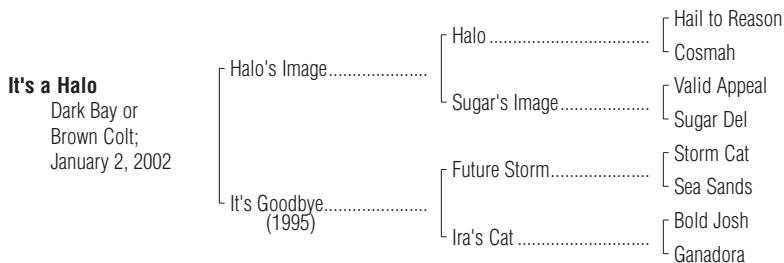 It's a Halo
Dark Bay or
Brown Colt;
January 2, 2002
Halo's Image......................
It's Goodbye.......................
(1995)
Halo ...................................
Sugar's Image...................
Future Storm.....................
Ira's Cat .............................
Hail to Reason
Cosmah
Valid Appeal
Sugar Del
Storm Cat
Sea Sands
Bold Josh
Ganadora